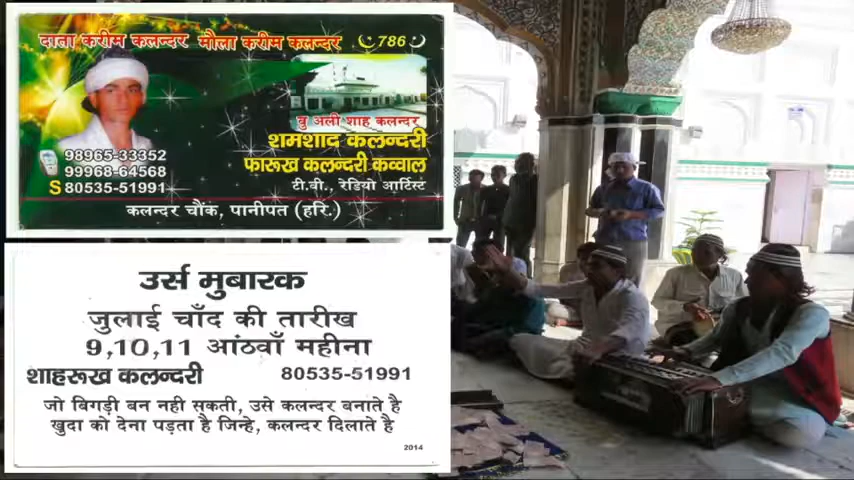 दाता करीम कलन्दर मौला करीम कलन्दर 786
बु अली शाह कलन्दर
शमशाद कलन्दरी
फारूख कलन्दरी कव्वाल
टी.वी., रेडियो आर्टिस्ट
98965-33352
99968-64568
S 80535-51991
कलन्दर चौंक, पानीपत (हरि.)
उर्स मुबारक
जुलाई चाँद की तारीख
9,10,11 आंठवाँ महीना
शाहरूख कलन्दरी 80535-51991
जो बिगड़ी बन नही सकती, उसे कलन्दर बनाते है
खुदा को देना पड़ता है जिन्हे, कलन्दर दिलाते है
2014